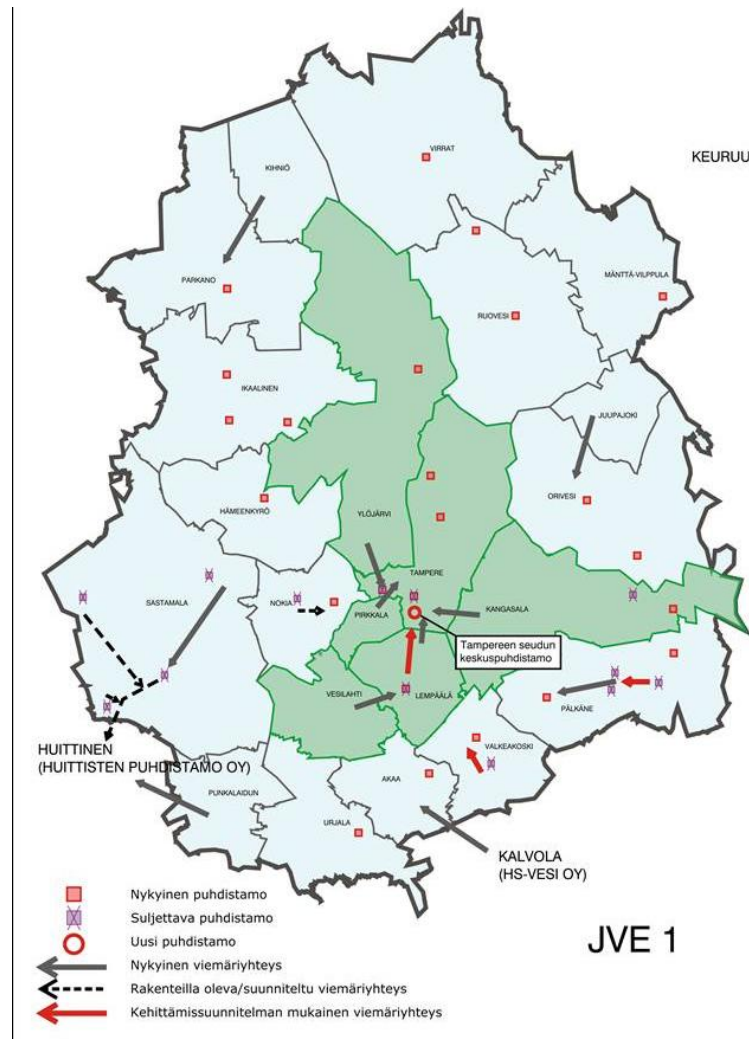 VIRRAT
KEURUU
KIHNIÖ
PARKANO
MÄNTTÄ-VILPPULA
RUOVESI
IKAALINEN
JUUPAJOKI
HÄMEENKYRÖ
ORIVESI
YLÖJÄRVI
TAMPERE
SASTAMALA
NOKIA
PIRKKALA
KANGASALA
Tampereen seudun
keskuspuhdistamo
VESILAHTI
LEMPÄÄLÄ
PÄLKÄNE
HUITTINEN
(HUITTISTEN PUHDISTAMO OY)
VALKEAKOSKI
PUNKALAIDUN
AKAA
URJALA
KALVOLA
(HS-VESI OY)
Nykyinen puhdistamo
Suljettava puhdistamo
Uusi puhdistamo
JVE 1
Nykyinen viemäriyhteys
Rakenteilla oleva/suunniteltu viemäriyhteys
Kehittämissuunnitelman mukainen viemäriyhteys